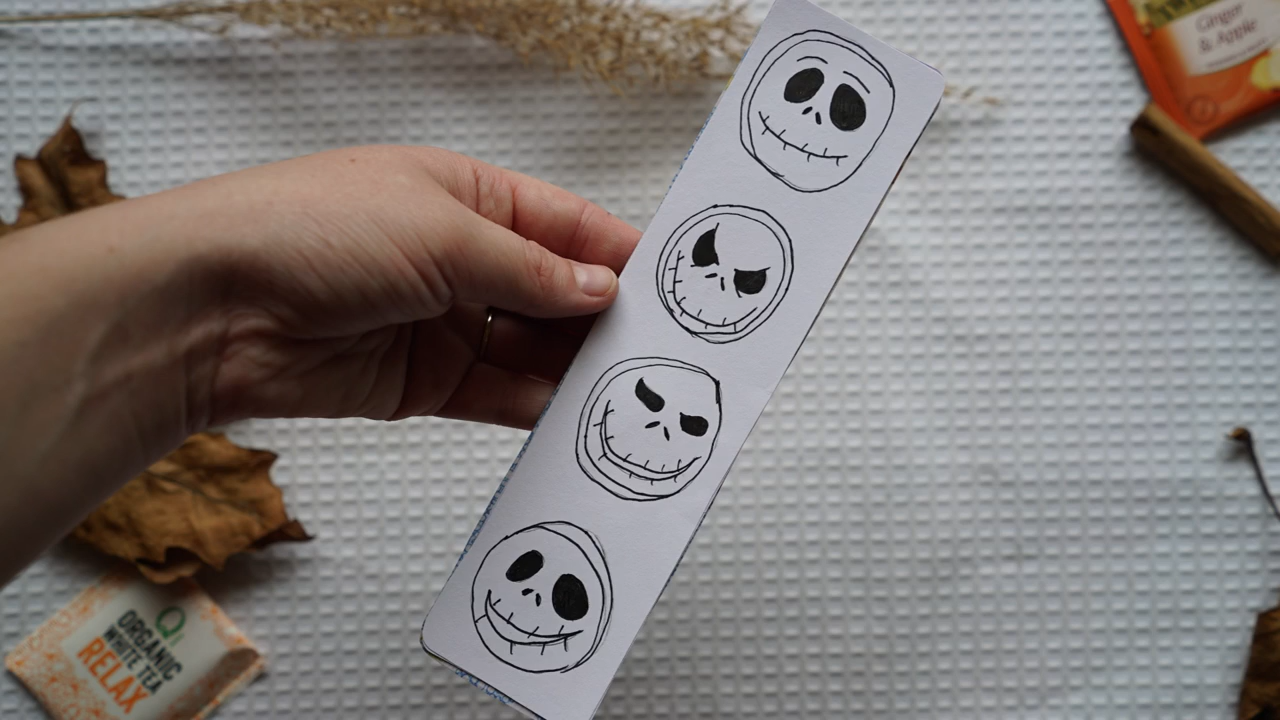 Ginger
& Apple
Q
ORGANIC
WHITE TEA
RELAX